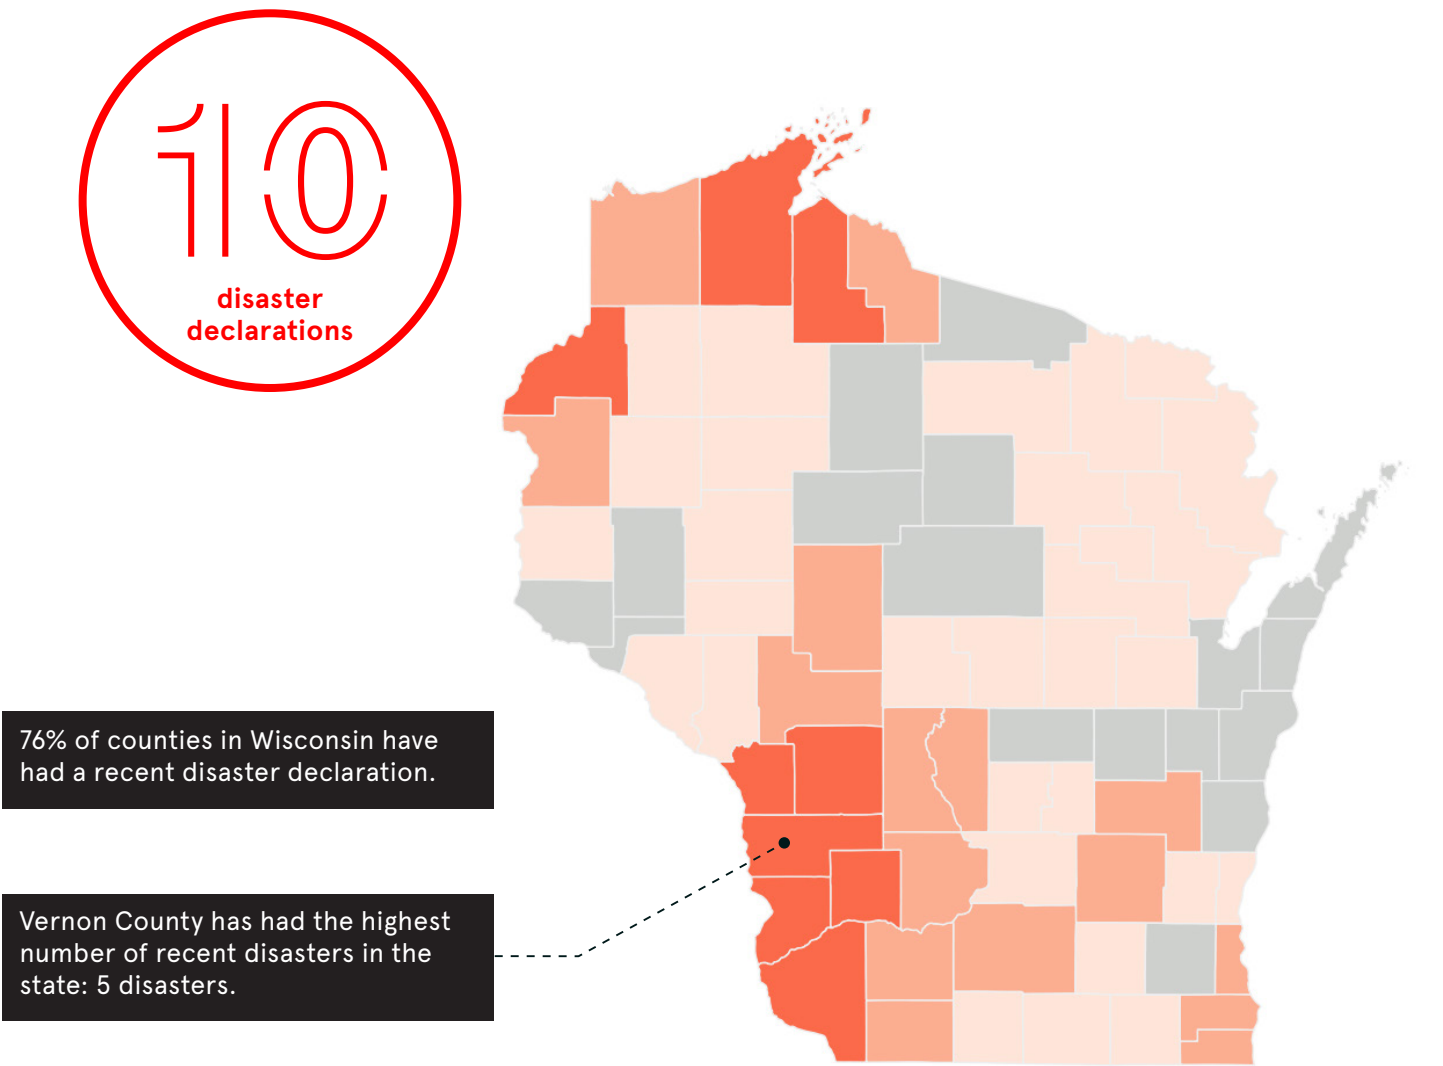 10
disaster
declarations
76% of counties in Wisconsin have
had a recent disaster declaration.
Vernon County has had the highest
number of recent disasters in the
state: 5 disasters.